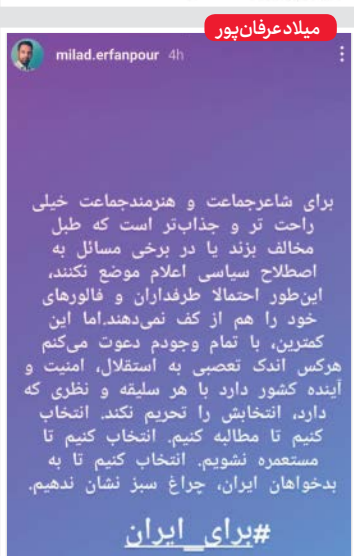 میلاد عرفان‌پور
milad.erfanpour 4h
برای شاعرجماعت و هنرمندجماعت خیلی
راحت تر و جذاب‌تر است که طبل
مخالف بزند یا در برخی مسائل به
اصطلاح سیاسی اعلام موضع نکنند،
این‌طور احتمالا طرفداران و فالورهای
خود را هم از کف نمی‌دهند.اما این
کمترین، با تمام وجودم دعوت می‌کنم
هرکس اندک تعصبی به استقلال، امنیت و
آینده کشور دارد با هر سلیقه و نظری که
دارد، انتخابش را تحریم نکند. انتخاب
کنیم تا مطالبه کنیم. انتخاب کنیم تا
مستعمره نشویم. انتخاب کنیم تا به
بدخواهان ایران، چراغ سبز نشان ندهیم.
#برای_ایران